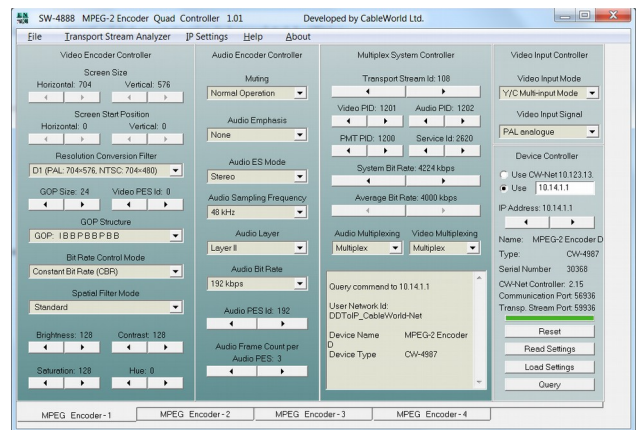 SW-4888 MPEG-2 Encoder Quad Controller 1.01 Developed by CableWorld Ltd.
File Transport Stream Analyzer IP Settings Help About
Video Encoder Controller
Screen Size
Horizontal: 704 Vertical: 576
Screen Start Position
Horizontal: 0 Vertical: 0
Resolution Conversion Filter
D1 (PAL: 704×576, NTSC: 704×480)
GOP Size: 24 Video PES Id: 0
GOP Structure
GOP: I B B P B B P B B
Bit Rate Control Mode
Constant Bit Rate (CBR)
Spatial Filter Mode
Standard
Brightness: 128 Contrast: 128
Saturation: 128 Hue: 0
Audio Encoder Controller
Muting
Normal Operation
Audio Emphasis
None
Audio ES Mode
Stereo
Audio Sampling Frequency
48 kHz
Audio Layer
Layer II
Audio Bit Rate
192 kbps
Audio PES Id: 192
Audio Frame Count per
Audio PES: 3
Multiplex System Controller
Transport Stream Id: 108
Video PID: 1201 Audio PID: 1202
PMT PID: 1200 Service Id: 2620
System Bit Rate: 4224 kbps
Average Bit Rate: 4000 kbps
Audio Multiplexing Video Multiplexing
Multiplex Multiplex
Query command to 10.14.1.1
User Network Id:
DDToIP_CableWorld-Net
Device Name MPEG-2 Encoder
D
Device Type CW-4987
Video Input Controller
Video Input Mode
Y/C Multi-input Mode
Video Input Signal
PAL analogue
Device Controller
Use CW-Net 10.123.13.
Use 10.14.1.1
IP Address: 10.14.1.1
Name: MPEG-2 Encoder D
Type: CW-4987
Serial Number 30368
CW-Net Controller: 2.15
Communication Port: 56936
Transp. Stream Port: 59936
Reset
Read Settings
Load Settings
Query
MPEG Encoder-1 MPEG Encoder-2 MPEG Encoder-3 MPEG Encoder-4